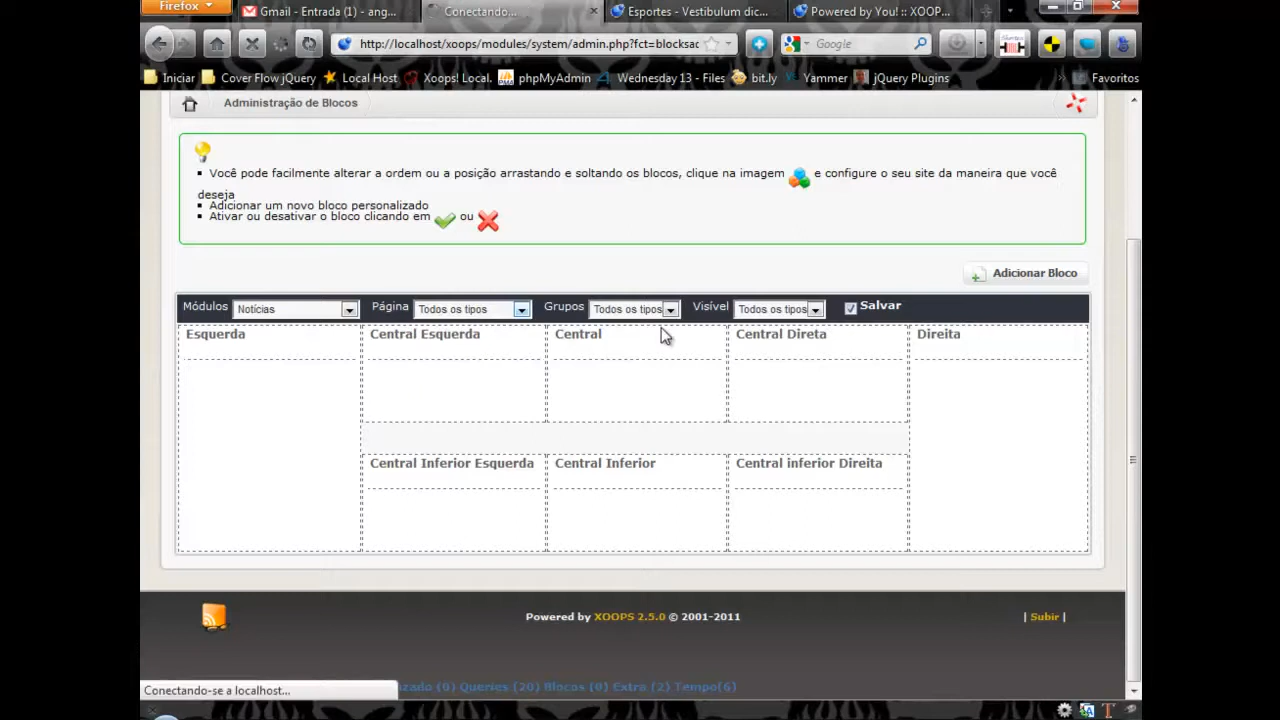 Firefox
Gmail - Entrada (1) - ang...
Conectando...
Esportes - Vestibulum dic...
Powered by You! :: XOOP...
http://localhost/xoops/modules/system/admin.php?fct=blocksac
Google
Iniciar
Cover Flow jQuery
Local Host
Xoops! Local.
phpMyAdmin
Wednesday 13 - Files
bit.ly
Yammer
jQuery Plugins
Favoritos
Administração de Blocos
Você pode facilmente alterar a ordem ou a posição arrastando e soltando os blocos, clique na imagem e configure o seu site da maneira que você
deseja
Adicionar um novo bloco personalizado
Ativar ou desativar o bloco clicando em ou
Adicionar Bloco
Módulos Notícias Página Todos os tipos Grupos Todos os tipos Visível Todos os tipos Salvar
Esquerda Central Esquerda Central Central Direta Direita
Central Inferior Esquerda Central Inferior Central inferior Direita
Powered by XOOPS 2.5.0 © 2001-2011
| Subir |
Conectando-se a localhost...
(0) Queries (20) Blocos (0) Extra (2) Tempo(6)